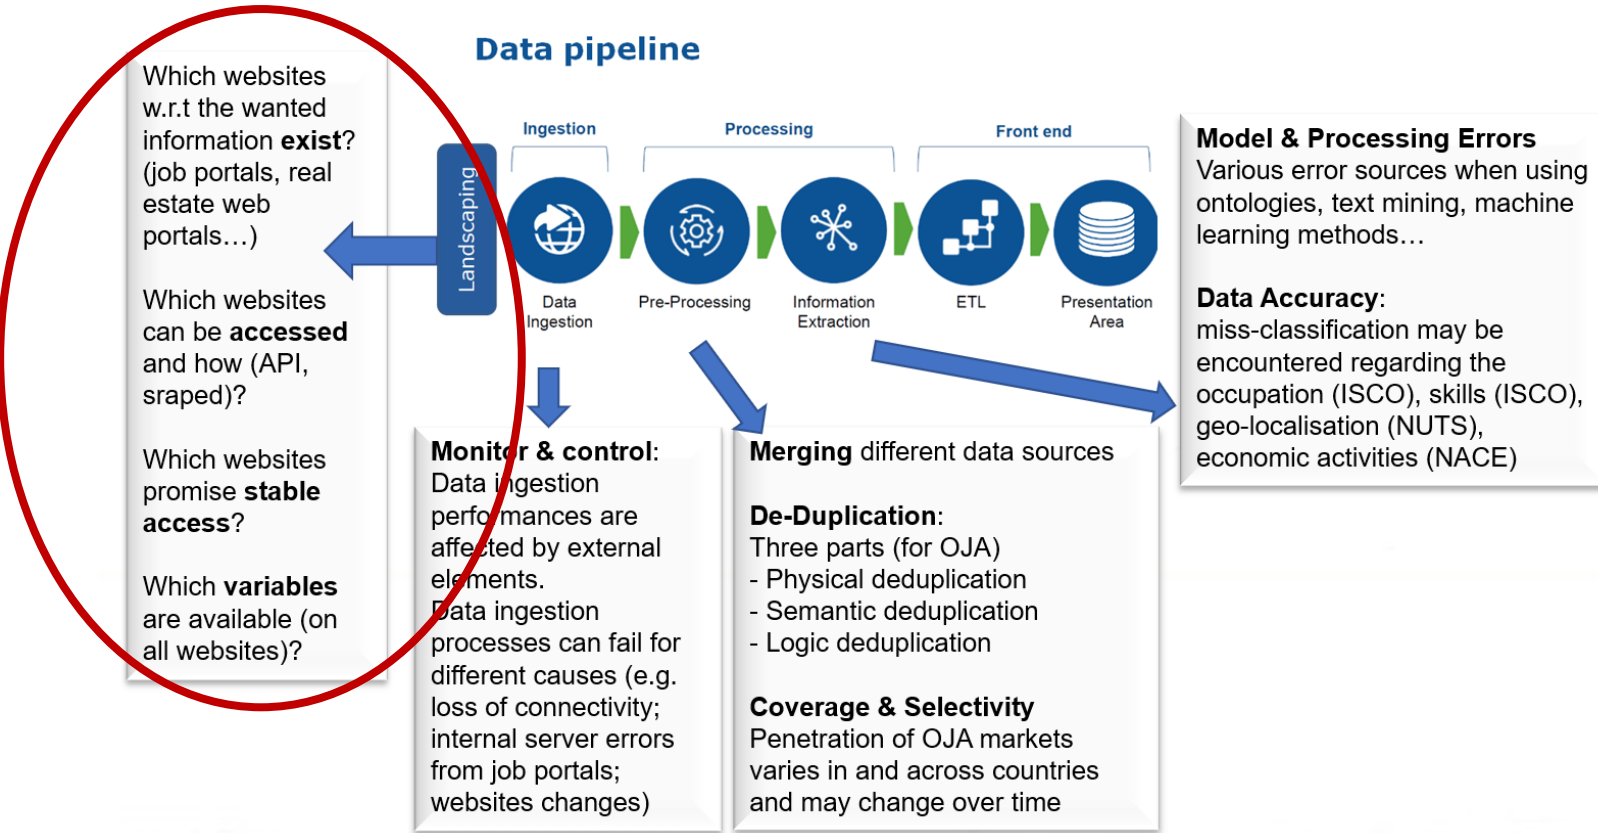 Data pipeline
Which websites
w.r.t the wanted
information exist?
(job portals, real
estate web
portals…)
Which websites
can be accessed
and how (API,
sraped)?
Which websites
promise stable
access?
Which variables
are available (on
all websites)?
Landscaping
Ingestion
Processing
Front end
Data
Ingestion
Pre-Processing
Information
Extraction
ETL
Presentation
Area
Monitor & control:
Data ingestion
performances are
affected by external
elements.
Data ingestion
processes can fail for
different causes (e.g.
loss of connectivity;
internal server errors
from job portals;
websites changes)
Merging different data sources
De-Duplication:
Three parts (for OJA)
- Physical deduplication
- Semantic deduplication
- Logic deduplication
Coverage & Selectivity
Penetration of OJA markets
varies in and across countries
and may change over time
Model & Processing Errors
Various error sources when using
ontologies, text mining, machine
learning methods…
Data Accuracy:
miss-classification may be
encountered regarding the
occupation (ISCO), skills (ISCO),
geo-localisation (NUTS),
economic activities (NACE)